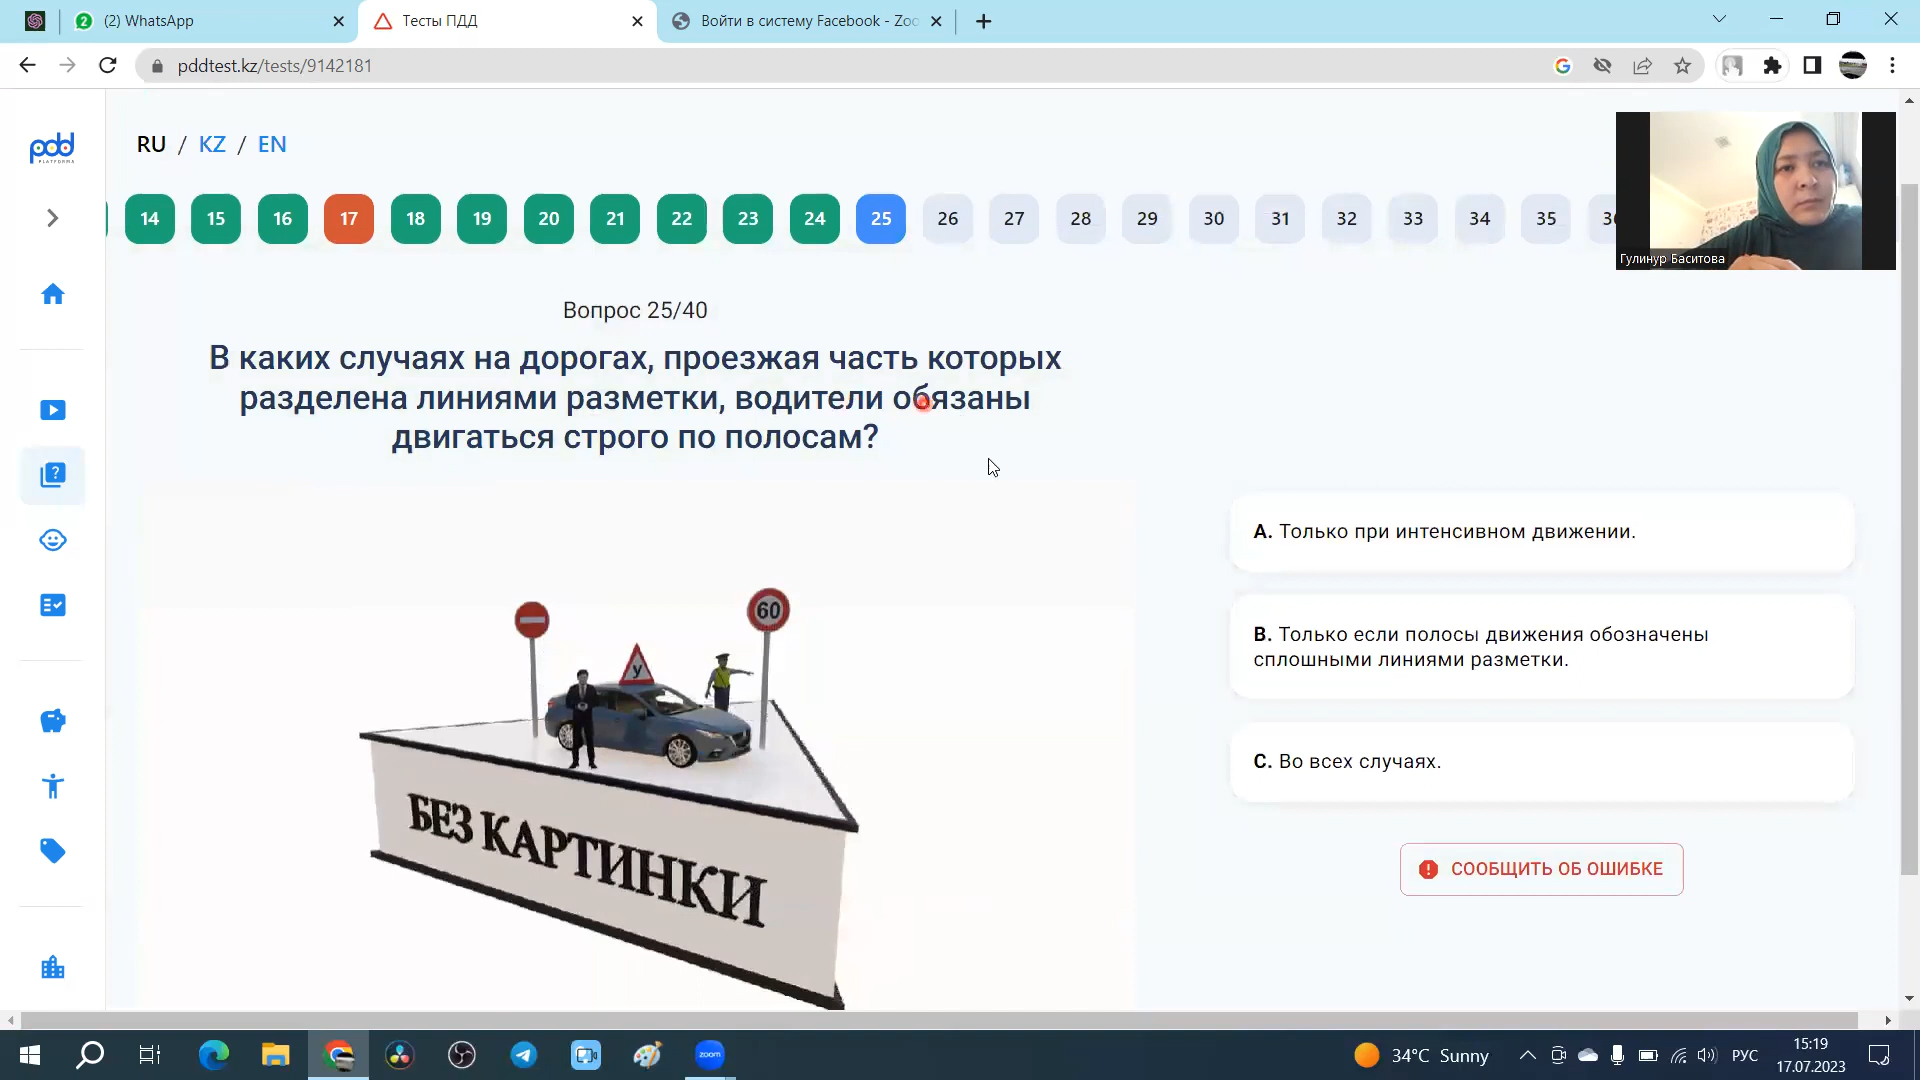 (2) WhatsApp
Тесты ПДД
Войти в систему Facebook - Zoo
pddtest.kz/tests/9142181
pdd
PLATFORMA
RU / KZ / EN
14 15 16 17 18 19 20 21 22 23 24 25 26 27 28 29 30 31 32 33 34 35
Гулинур Баситова
Вопрос 25/40
В каких случаях на дорогах, проезжая часть которых
разделена линиями разметки, водители обязаны
двигаться строго по полосам?
A. Только при интенсивном движении.
B. Только если полосы движения обозначены
сплошными линиями разметки.
C. Во всех случаях.
СООБЩИТЬ ОБ ОШИБКЕ
60
У
БЕЗ КАРТИНКИ
zoom
34°C Sunny
РУС
15:19
17.07.2023